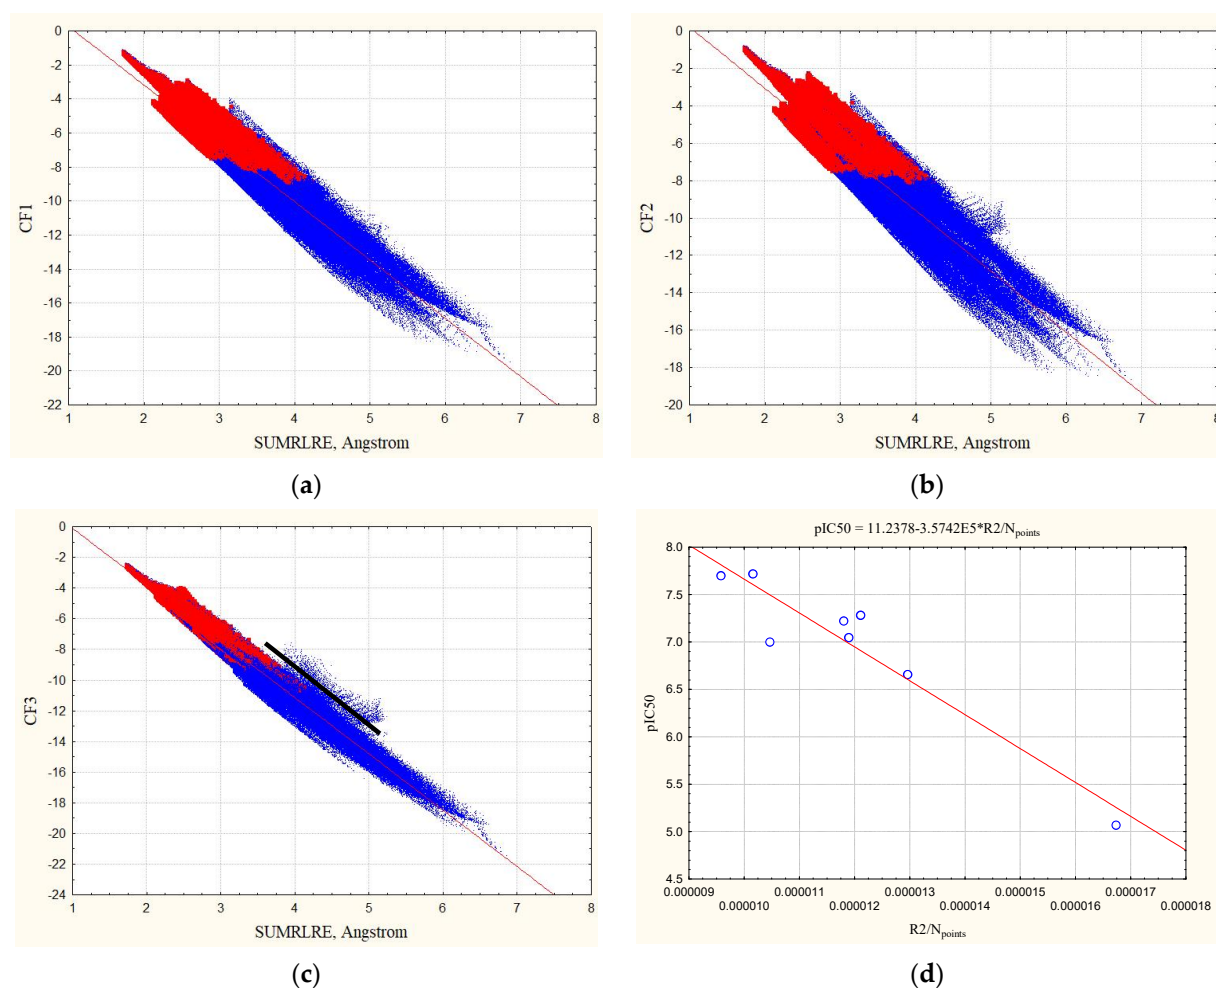 0
-2
-4
-6
-8
-10
-12
-14
-16
-18
-20
-22
CF1
1 2 3 4 5 6 7 8
SUMRLRE, Angstrom
(a)
0
-2
-4
-6
-8
-10
-12
-14
-16
-18
-20
CF2
1 2 3 4 5 6 7 8
SUMRLRE, Angstrom
(b)
0
-2
-4
-6
-8
-10
-12
-14
-16
-18
-20
-22
-24
CF3
1 2 3 4 5 6 7 8
SUMRLRE, Angstrom
(c)
pIC50 = 11.2378-3.5742E5*R2/Npoints
8.0
7.5
7.0
6.5
6.0
5.5
5.0
4.5
pIC50
0.000009 0.000011 0.000013 0.000015 0.000017
0.000010 0.000012 0.000014 0.000016 0.000018
R2/Npoints
(d)